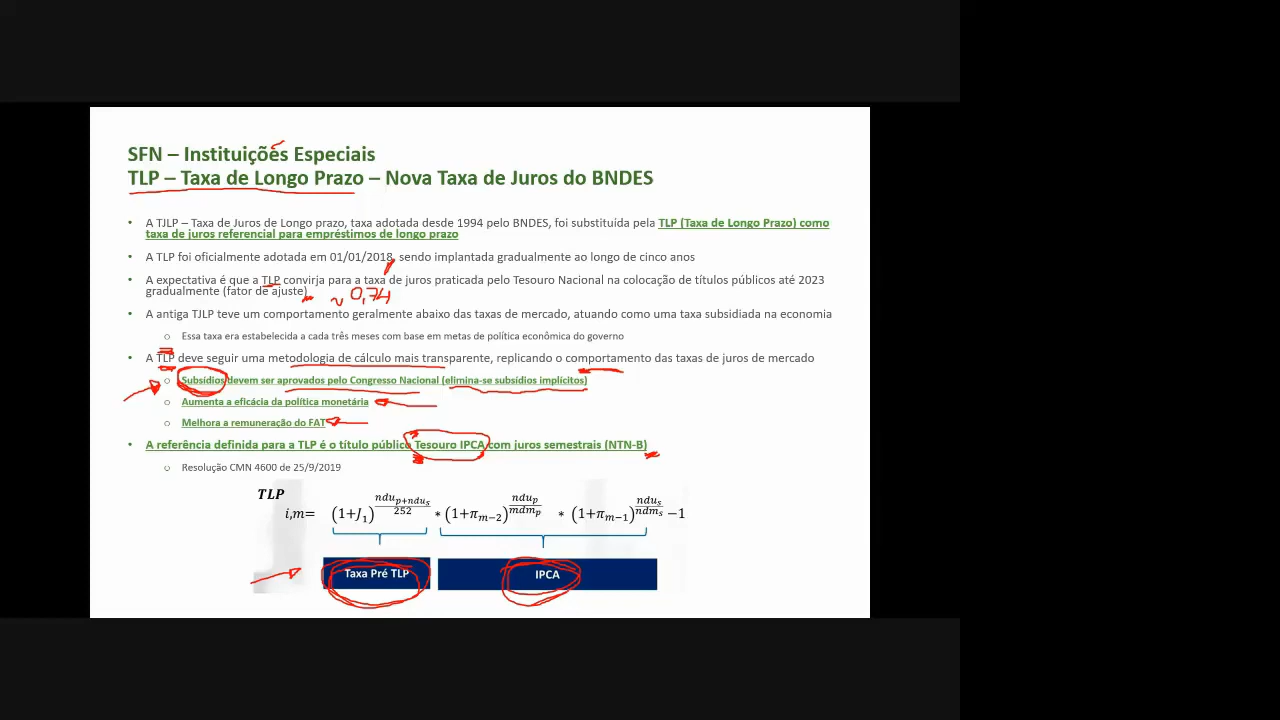 SFN – Instituições Especiais
TLP – Taxa de Longo Prazo – Nova Taxa de Juros do BNDES
• A TJLP – Taxa de Juros de Longo prazo, taxa adotada desde 1994 pelo BNDES, foi substituída pela TLP (Taxa de Longo Prazo) como
taxa de juros referencial para empréstimos de longo prazo
• A TLP foi oficialmente adotada em 01/01/2018, sendo implantada gradualmente ao longo de cinco anos
• A expectativa é que a TLP convirja para a taxa de juros praticada pelo Tesouro Nacional na colocação de títulos públicos até 2023
gradualmente (fator de ajuste)
~ 0,74
• A antiga TJLP teve um comportamento geralmente abaixo das taxas de mercado, atuando como uma taxa subsidiada na economia
o Essa taxa era estabelecida a cada três meses com base em metas de política econômica do governo
• A TLP deve seguir uma metodologia de cálculo mais transparente, replicando o comportamento das taxas de juros de mercado
o Subsídios devem ser aprovados pelo Congresso Nacional (elimina-se subsídios implícitos)
o Aumenta a eficácia da política monetária
o Melhora a remuneração do FAT
• A referência definida para a TLP é o título público Tesouro IPCA com juros semestrais (NTN-B)
o Resolução CMN 4600 de 25/9/2019
TLP i,m= (1+J₁)^(ndu_p+ndu_s/252) * (1+π_m−2)^(ndu_p/mdm_p) * (1+π_m−1)^(ndu_s/ndm_s) −1
Taxa Pré TLP IPCA